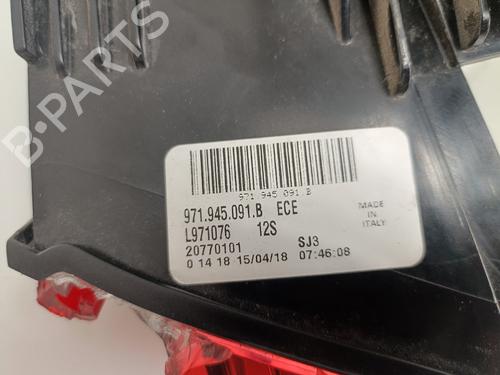 B-PARTS
971.945.091.B
971.945.091.B ECE
L971076 12S
MADE
IN
ITALY
20770101 SJ3
0 14 18 15/04/18 07:46:08